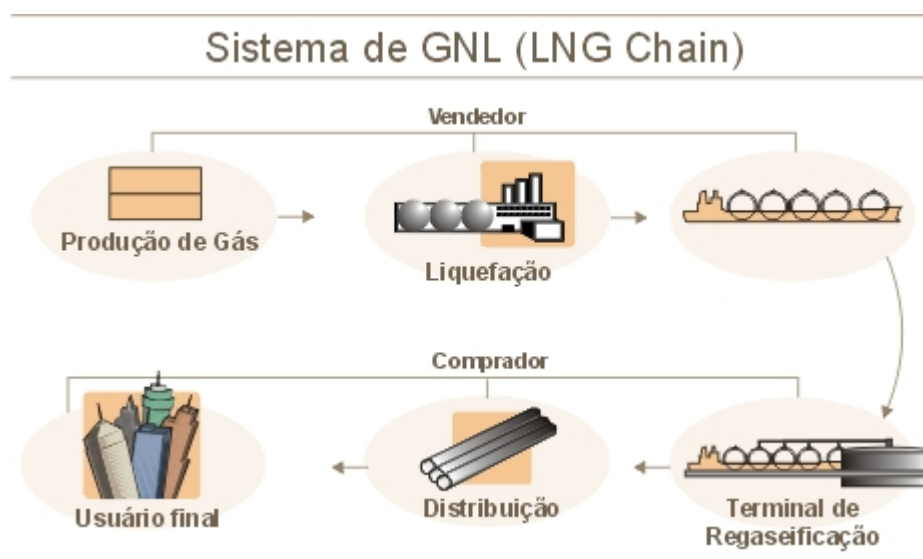 Sistema de GNL (LNG Chain)
Vendedor
Produção de Gás
Liquefação
Comprador
Usuário final
Distribuição
Terminal de
Regaseificação